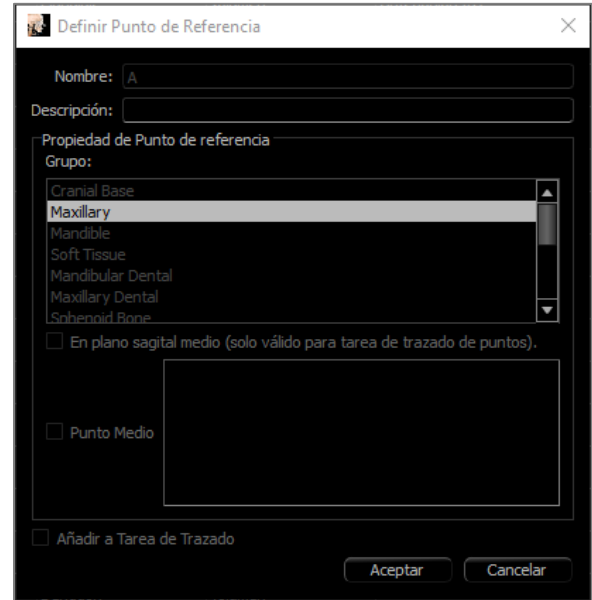 Definir Punto de Referencia
Nombre: A
Descripción:
Propiedad de Punto de referencia
Grupo:
Cranial Base
Maxillary
Mandible
Soft Tissue
Mandibular Dental
Maxillary Dental
Sphenoid Bone
En plano sagital medio (solo válido para tarea de trazado de puntos).
Punto Medio
Añadir a Tarea de Trazado
Aceptar Cancelar